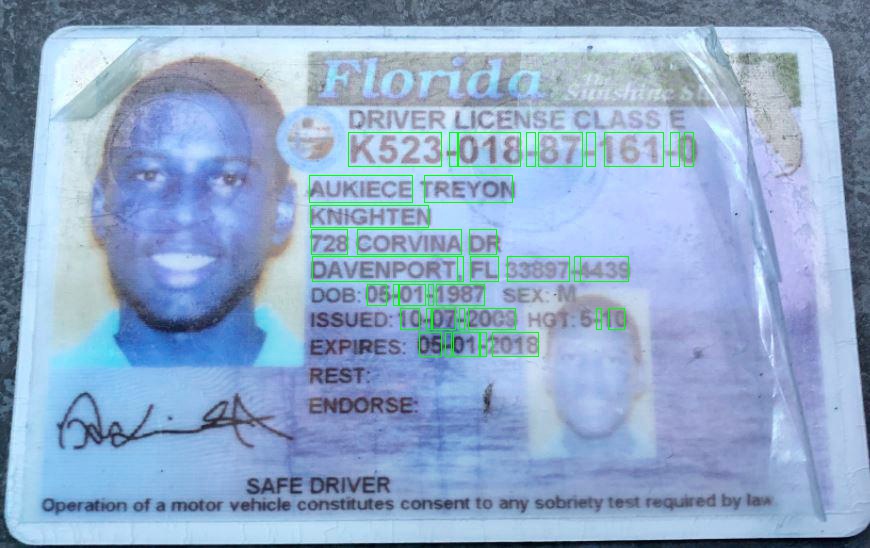 Florida
The Sunshine
DRIVER LICENSE CLASS E
K523-018-87-161-0
AUKIECE TREYON
KNIGHTEN
728 CORVINA DR
DAVENPORT, FL 33897-4439
DOB: 05-01-1987 SEX: M
ISSUED: 10-07-2009 HGT: 5-10
EXPIRES: 05-01-2018
REST:
ENDORSE:
SAFE DRIVER
Operation of a motor vehicle constitutes consent to any sobriety test required by law